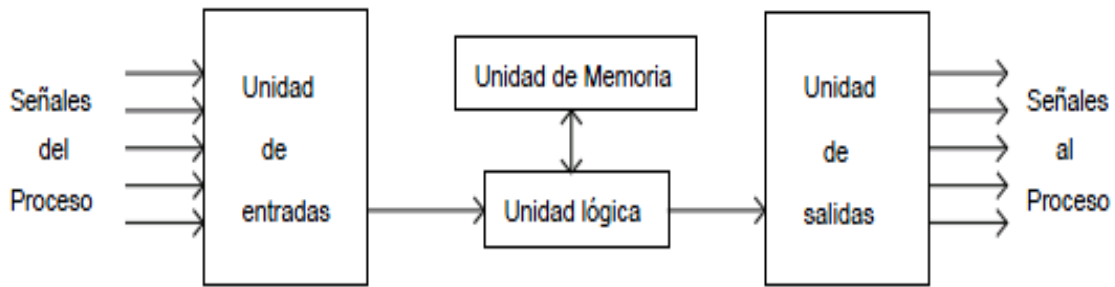 Señales
del
Proceso
Unidad
de
entradas
Unidad de Memoria
Unidad lógica
Unidad
de
salidas
Señales
al
Proceso